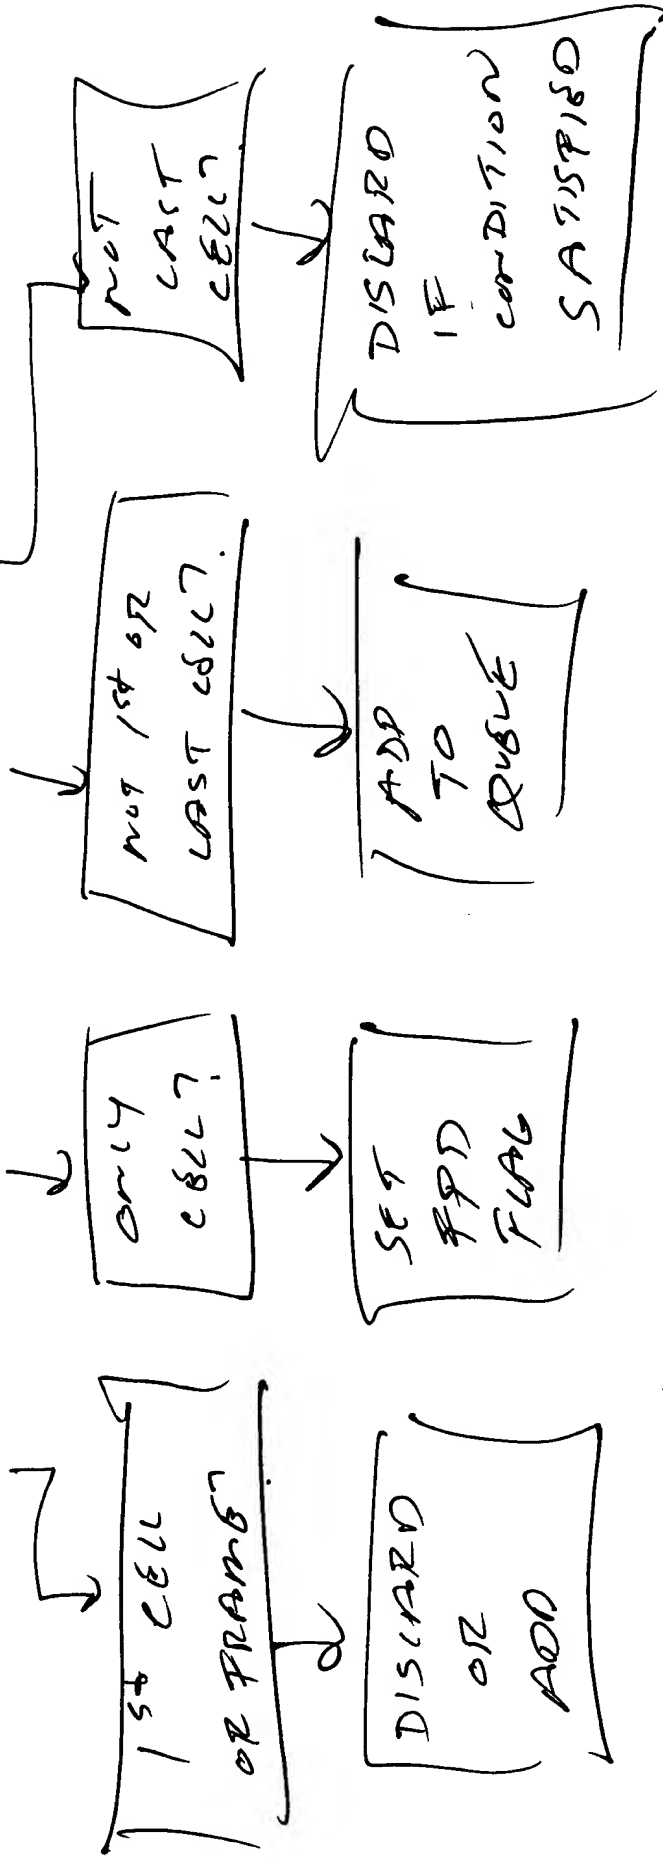 1st CELL
OR FRAME?
DISCARD
OR
ADD
ONLY
CELL?
SET
FPD
FLAG
NOT 1st OR
LAST CELL?
ADD
TO
QUEUE
NOT
LAST
CELL?
DISCARD
IF
CONDITION
SATISFIED